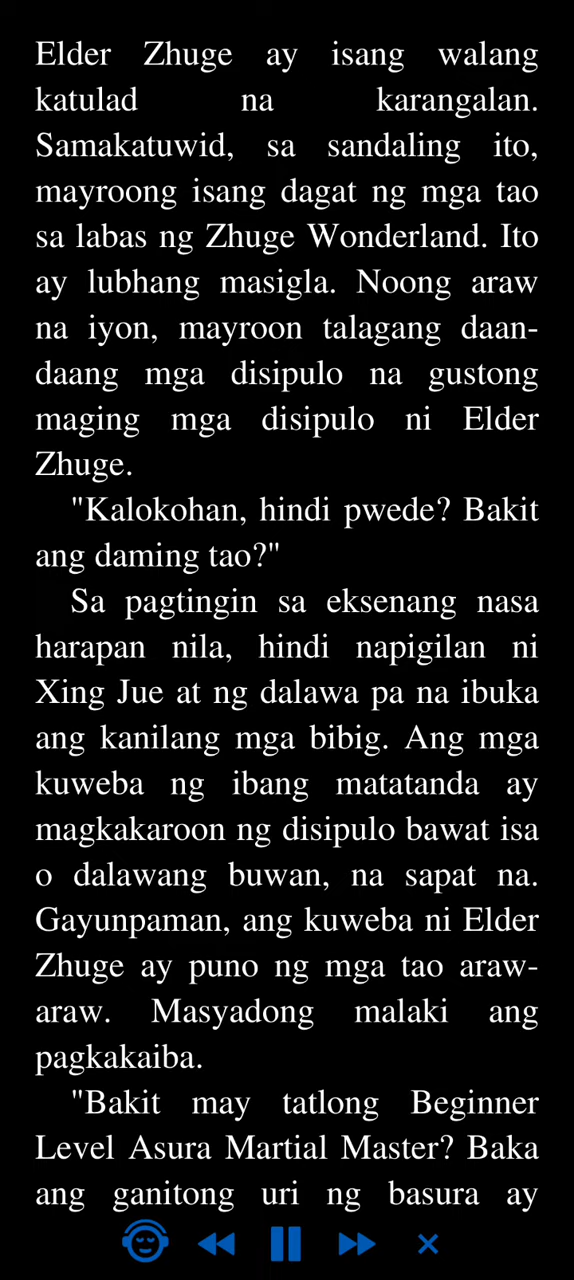 Elder Zhuge ay isang walang
katulad na karangalan.
Samakatuwid, sa sandaling ito,
mayroong isang dagat ng mga tao
sa labas ng Zhuge Wonderland. Ito
ay lubhang masigla. Noong araw
na iyon, mayroon talagang daan-
daang mga disipulo na gustong
maging mga disipulo ni Elder
Zhuge.
"Kalokohan, hindi pwede? Bakit
ang daming tao?"
Sa pagtingin sa eksenang nasa
harapan nila, hindi napigilan ni
Xing Jue at ng dalawa pa na ibuka
ang kanilang mga bibig. Ang mga
kuweba ng ibang matatanda ay
magkakaroon ng disipulo bawat isa
o dalawang buwan, na sapat na.
Gayunpaman, ang kuweba ni Elder
Zhuge ay puno ng mga tao araw-
araw. Masyadong malaki ang
pagkakaiba.
"Bakit may tatlong Beginner
Level Asura Martial Master? Baka
ang ganitong uri ng basura ay